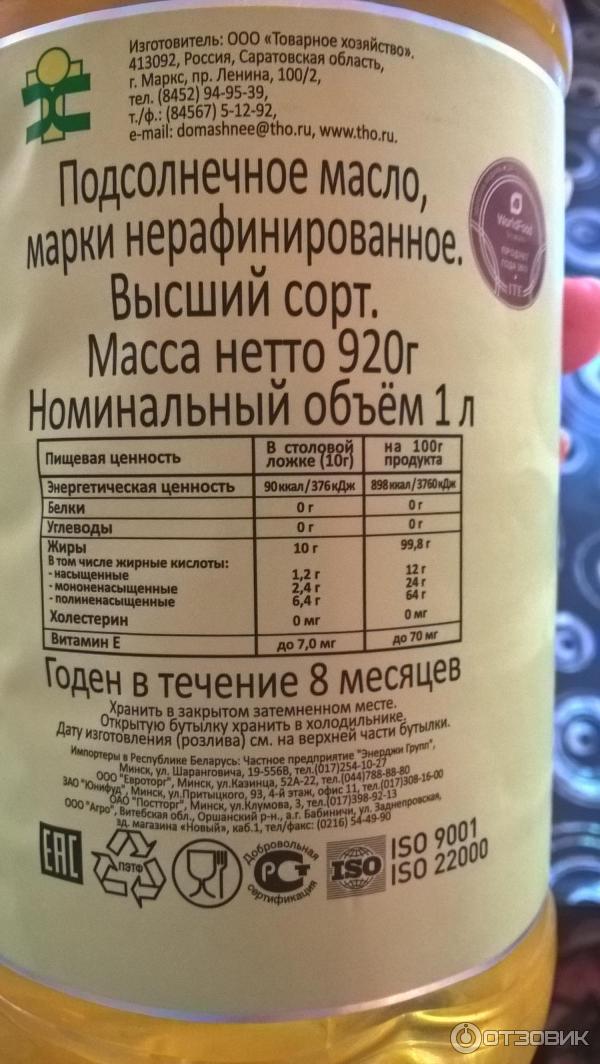 Изготовитель: ООО «Товарное хозяйство».
413092, Россия, Саратовская область,
г. Маркс, пр. Ленина, 100/2,
тел. (8452) 94-95-39,
т./ф.: (84567) 5-12-92,
e-mail: domashnee@tho.ru, www.tho.ru.
Подсолнечное масло,
марки нерафинированное.
WorldFood
ПРОДУКТ
ГОДА
ITE
Высший сорт.
Масса нетто 920г
Номинальный объём 1 л
Пищевая ценность В столовой ложке (10г) на 100г продукта
Энергетическая ценность 90 ккал/376 кДж 898 ккал/3760 кДж
Белки 0 г 0 г
Углеводы 0 г 0 г
Жиры 10 г 99,8 г
В том числе жирные кислоты:
- насыщенные 1,2 г 12 г
- мононенасыщенные 2,4 г 24 г
- полиненасыщенные 6,4 г 64 г
Холестерин 0 мг 0 мг
Витамин Е до 7,0 мг до 70 мг
Годен в течение 8 месяцев
Хранить в закрытом затемненном месте.
Открытую бутылку хранить в холодильнике.
Дату изготовления (розлива) см. на верхней части бутылки.
Импортеры в Республике Беларусь: Частное предприятие "Энерджи Групп",
Минск, ул. Шаранговича, 19-556В, тел.(017)254-10-27
ООО "Евроторг", Минск, ул.Казинца, 52А-22, тел.(044)788-88-80
ЗАО "Юнифуд", Минск, ул.Притыцкого, 93, 4-й этаж, офис 11, тел.(017)308-16-00
ОАО "Постторг", Минск, ул.Клумова, 3, тел.(017)398-92-13
ООО "Агро", Витебская обл., Оршанский р-н., а.г. Бабиничи, ул. Заднепровская,
зд. магазина «Новый», каб.1, тел/факс: (0216) 54-49-90
ЕАС
ПЭТФ
Добровольная
РСТ
сертификация
ISO
ISO 9001
ISO 22000
ОТЗОВИК